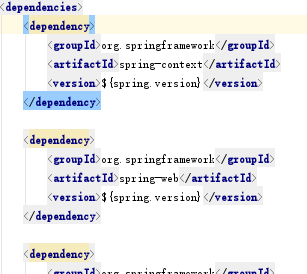 <dependencies>
<dependency>
<groupId>org.springframework</groupId>
<artifactId>spring-context</artifactId>
<version>${spring.version}</version>
</dependency>
<dependency>
<groupId>org.springframework</groupId>
<artifactId>spring-web</artifactId>
<version>${spring.version}</version>
</dependency>
<dependency>
<groupId>org.springframework</groupId>